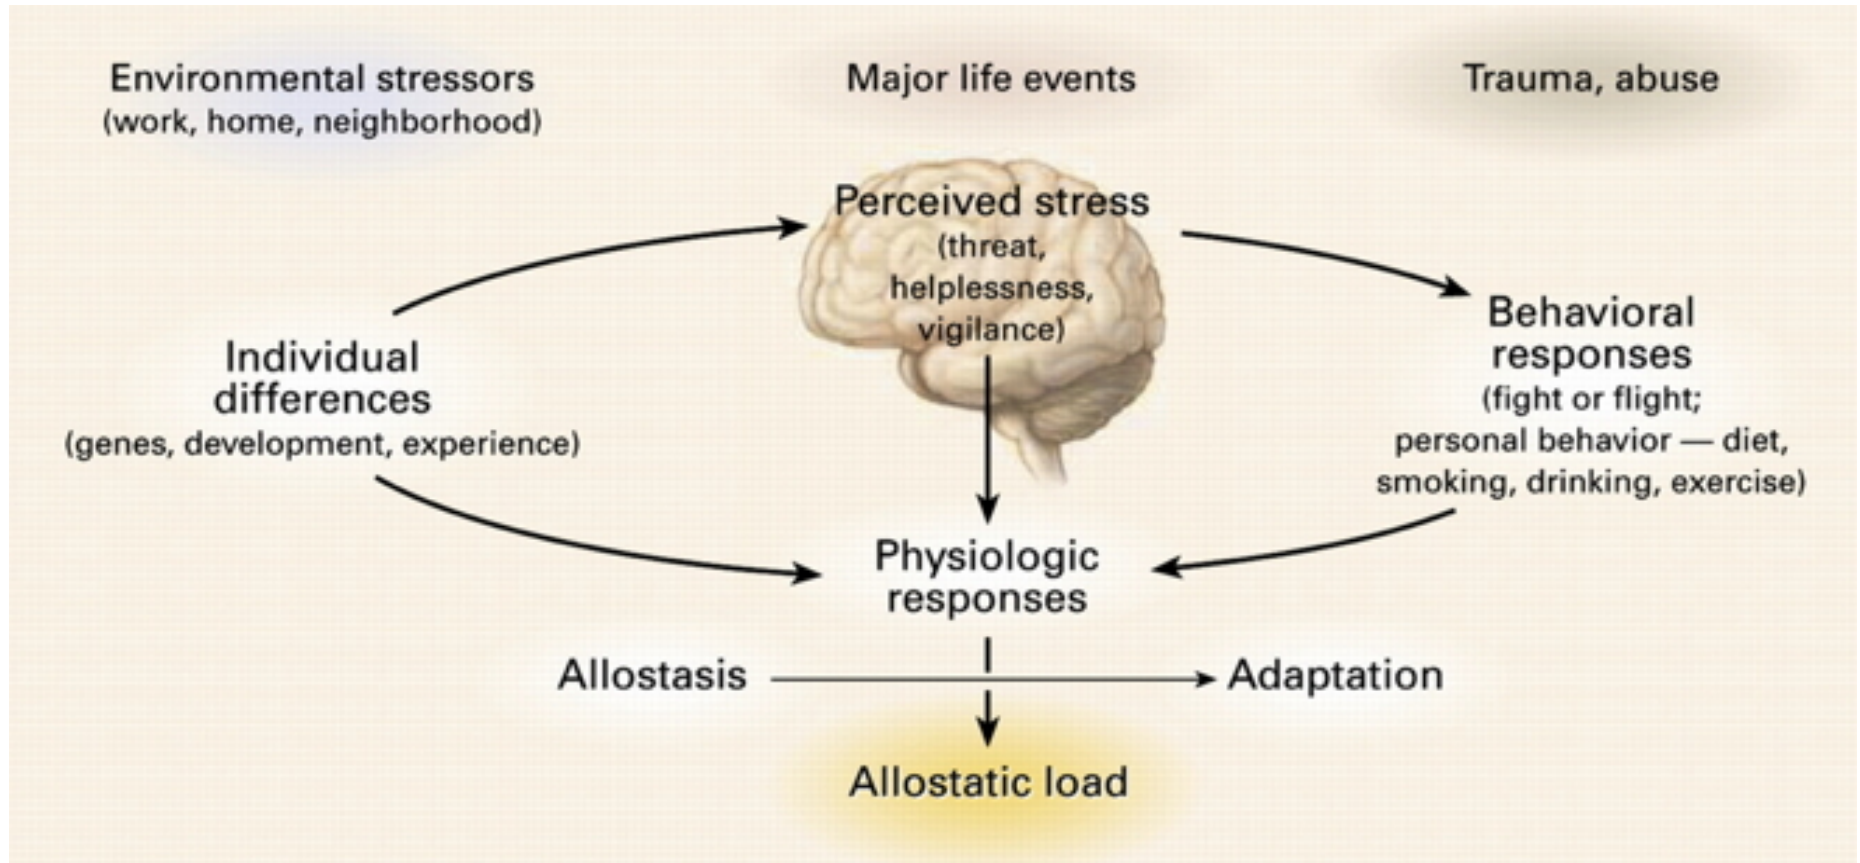 Environmental stressors
(work, home, neighborhood)
Major life events
Trauma, abuse
Perceived stress
(threat,
helplessness,
vigilance)
Individual
differences
(genes, development, experience)
Behavioral
responses
(fight or flight;
personal behavior — diet,
smoking, drinking, exercise)
Physiologic
responses
Allostasis
Adaptation
Allostatic load